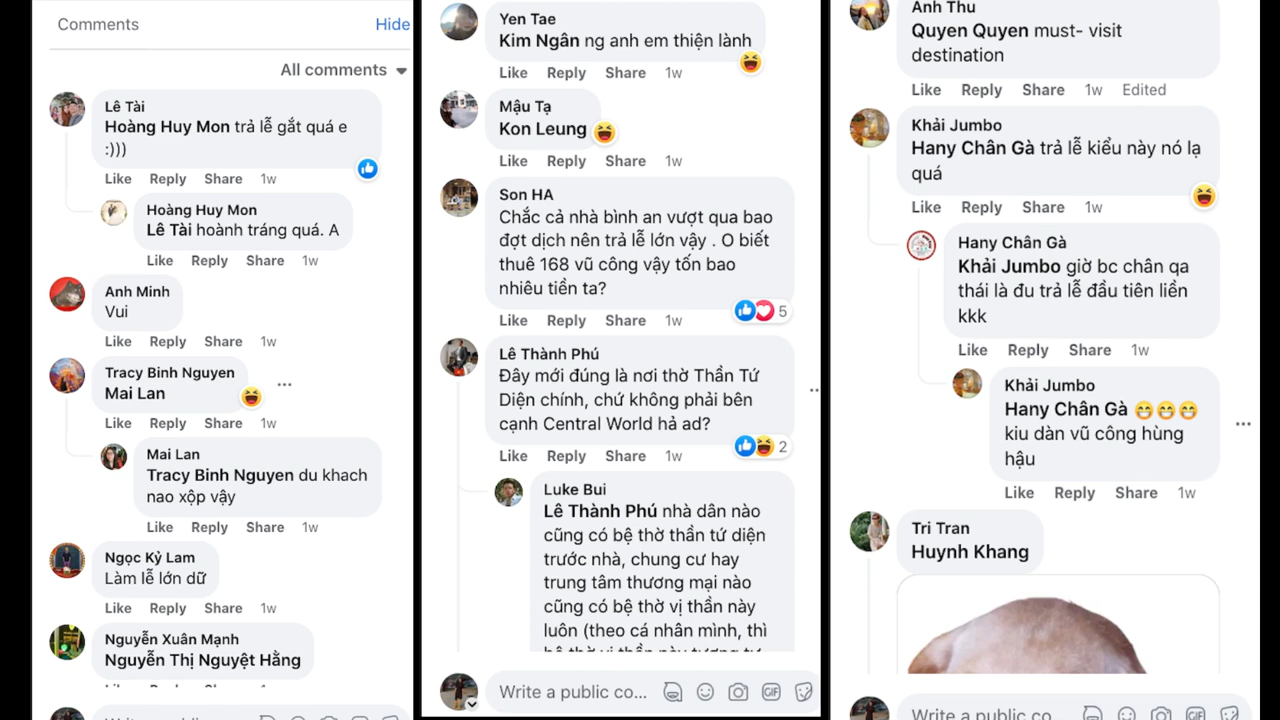 Comments
Hide
All comments
Lê Tài
Hoàng Huy Mon trả lễ gắt quá e
:)))
Like Reply Share 1w
Hoàng Huy Mon
Lê Tài hoành tráng quá. A
Like Reply Share 1w
Anh Minh
Vui
Like Reply Share 1w
Tracy Binh Nguyen
Mai Lan
Like Reply Share 1w
Mai Lan
Tracy Binh Nguyen du khach
nao xộp vậy
Like Reply Share 1w
Ngọc Kỷ Lam
Làm lễ lớn dữ
Like Reply Share 1w
Nguyễn Xuân Mạnh
Nguyễn Thị Nguyệt Hằng
Yen Tae
Kim Ngân ng anh em thiện lành
Like Reply Share 1w
Mậu Tạ
Kon Leung
Like Reply Share 1w
Son HA
Chắc cả nhà bình an vượt qua bao
đợt dịch nên trả lễ lớn vậy . O biết
thuê 168 vũ công vậy tốn bao
nhiêu tiền ta?
5
Like Reply Share 1w
Lê Thành Phú
Đây mới đúng là nơi thờ Thần Tứ
Diện chính, chứ không phải bên
cạnh Central World hả ad?
2
Like Reply Share 1w
Luke Bui
Lê Thành Phú nhà dân nào
cũng có bệ thờ thần tứ diện
trước nhà, chung cư hay
trung tâm thương mại nào
cũng có bệ thờ vị thần này
luôn (theo cá nhân mình, thì
bệ thờ vị thần này tương tự
Write a public co...
GIF
Anh Thu
Quyen Quyen must- visit
destination
Like Reply Share 1w Edited
Khải Jumbo
Hany Chân Gà trả lễ kiểu này nó lạ
quá
Like Reply Share 1w
Hany Chân Gà
Khải Jumbo giờ bc chân qa
thái là đu trả lễ đầu tiên liền
kkk
Like Reply Share 1w
Khải Jumbo
Hany Chân Gà 😁😁😁
kiu dàn vũ công hùng
hậu
Like Reply Share 1w
Tri Tran
Huynh Khang
Write a public co...
GIF